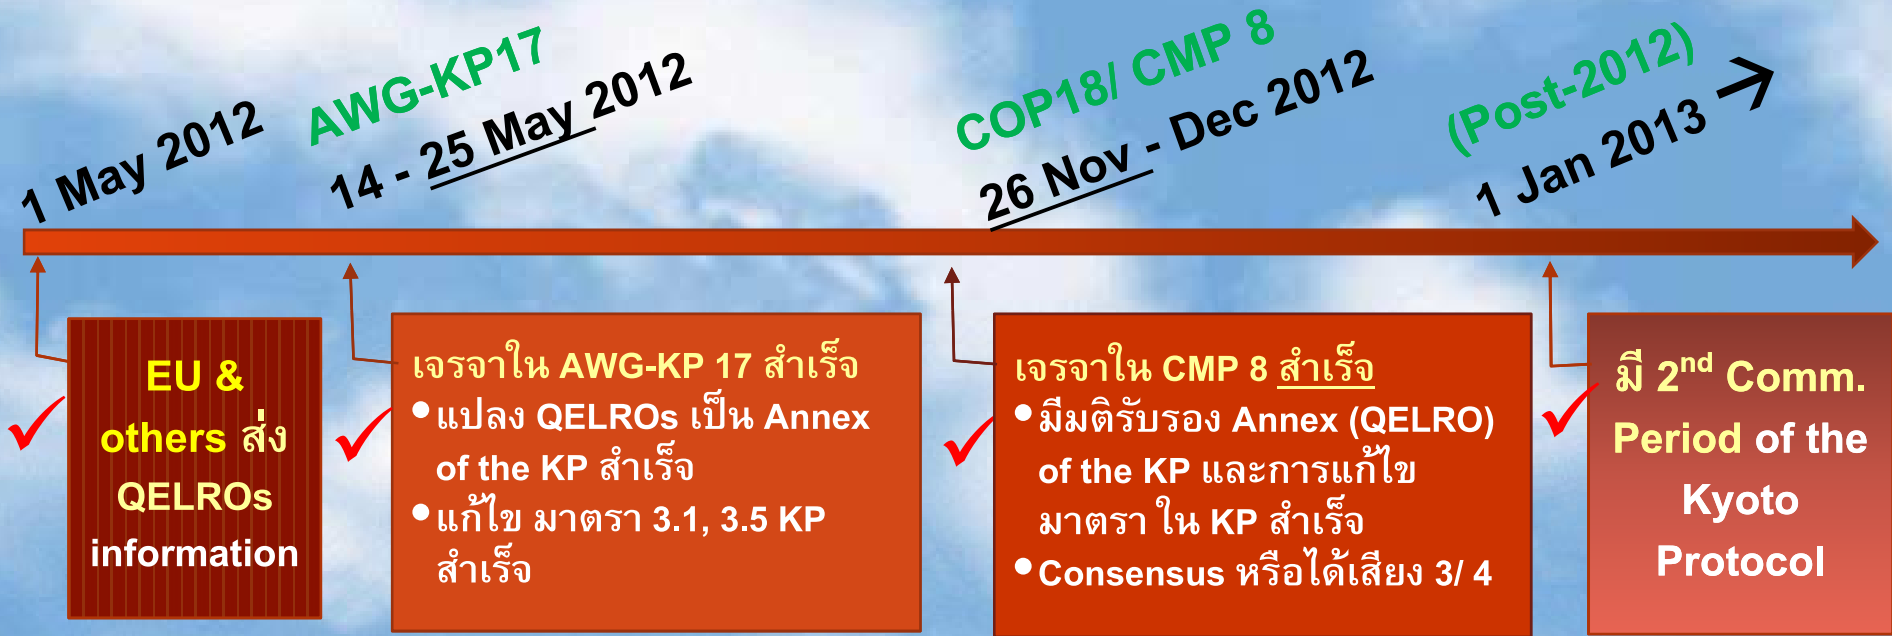 1 May 2012
AWG-KP17
14 - 25 May 2012
COP18/ CMP 8
26 Nov - Dec 2012
(Post-2012)
1 Jan 2013 →
EU &
others ส่ง
QELROs
information
เจรจาใน AWG-KP 17 สำเร็จ
•แปลง QELROs เป็น Annex
of the KP สำเร็จ
•แก้ไข มาตรา 3.1, 3.5 KP
สำเร็จ
เจรจาใน CMP 8 สำเร็จ
•มีมติรับรอง Annex (QELRO)
of the KP และการแก้ไข
มาตรา ใน KP สำเร็จ
•Consensus หรือได้เสียง 3/ 4
มี 2nd Comm.
Period of the
Kyoto
Protocol